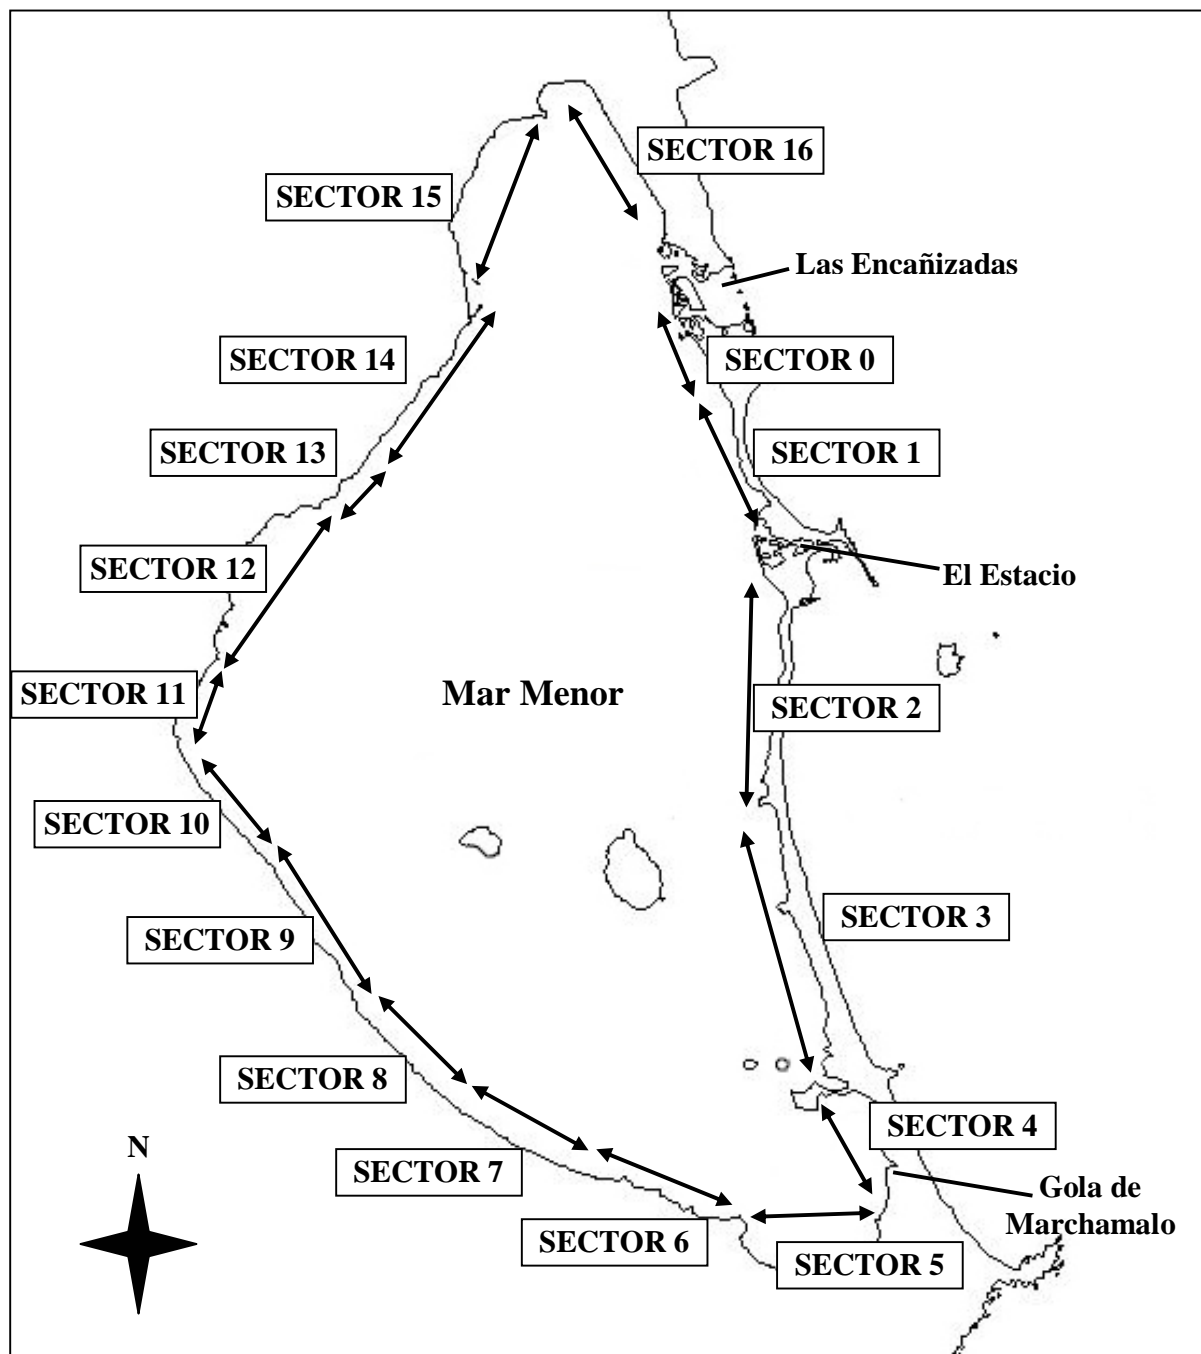 SECTOR 16
SECTOR 15
Las Encañizadas
SECTOR 14
SECTOR 0
SECTOR 13
SECTOR 1
SECTOR 12
El Estacio
SECTOR 11
Mar Menor
SECTOR 2
SECTOR 10
SECTOR 3
SECTOR 9
SECTOR 8
SECTOR 4
N
SECTOR 7
Gola de
Marchamalo
SECTOR 6
SECTOR 5